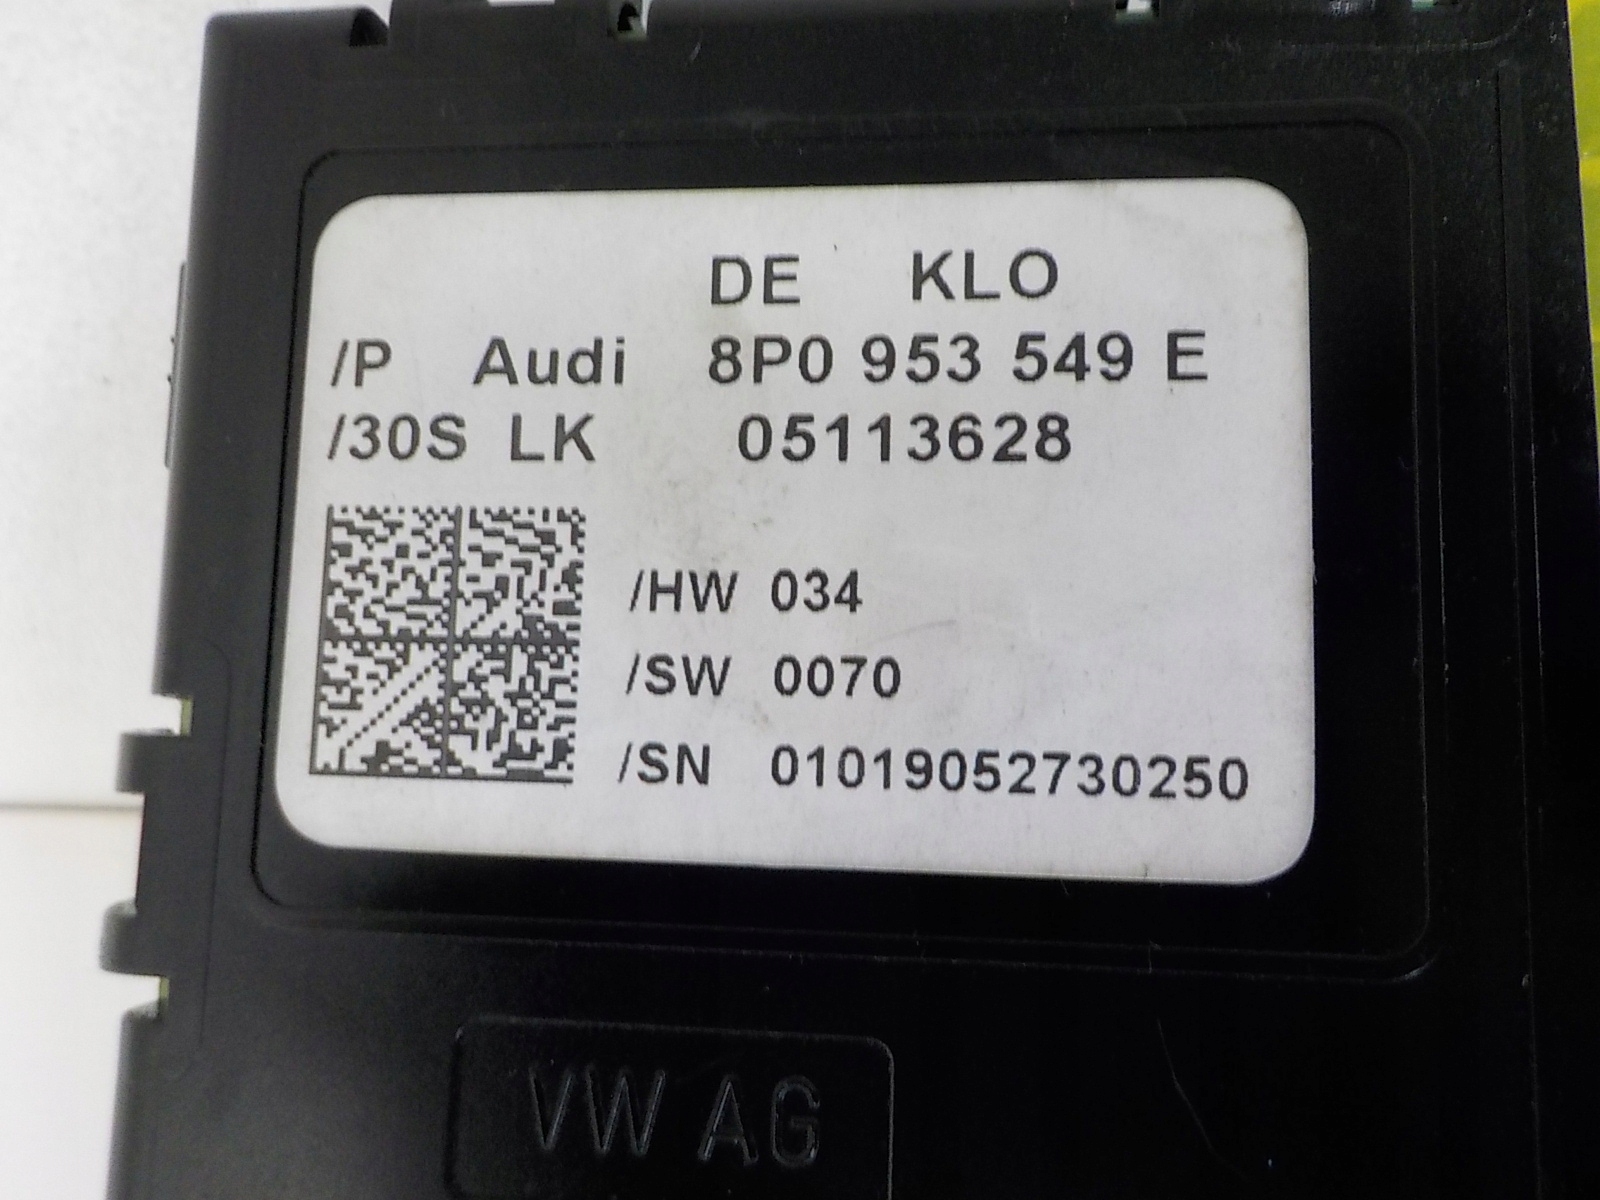 DE KLO
/P Audi 8P0 953 549 E
/30S LK 05113628
/HW 034
/SW 0070
/SN 01019052730250
VW AG